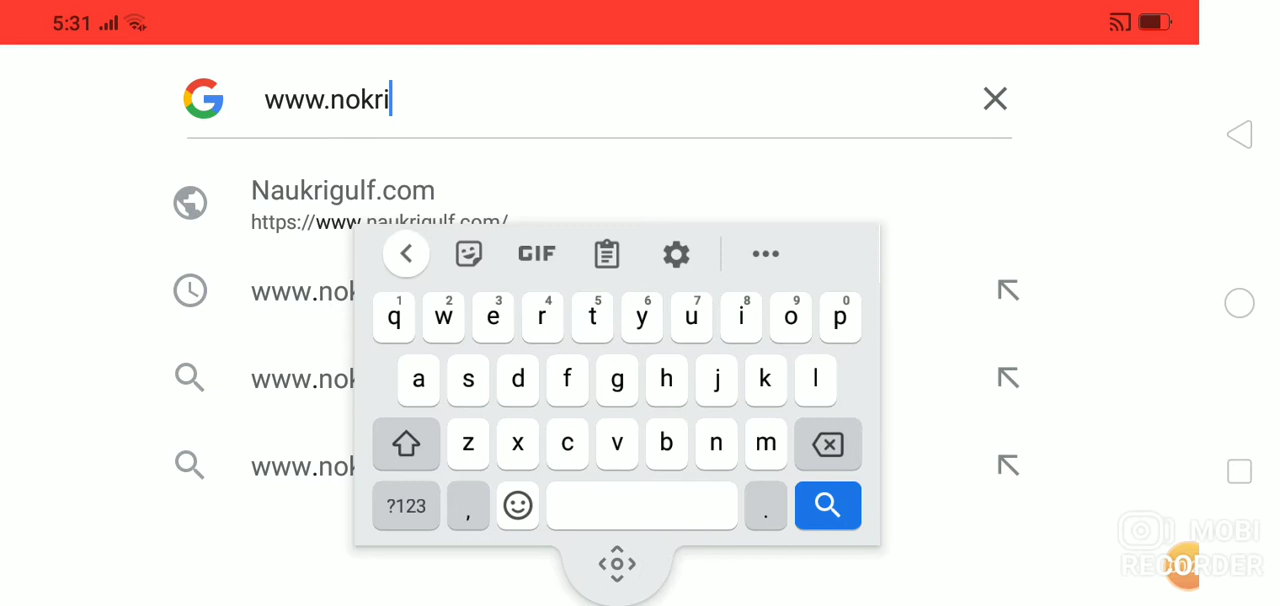 5:31
www.nokri
Naukrigulf.com
https://www.naukrigulf.com/
www.nok
www.nok
www.nok
GIF
1 2 3 4 5 6 7 8 9 0
q w e r t y u i o p
a s d f g h j k l
z x c v b n m
?123 , .
MOBI
RECORDER